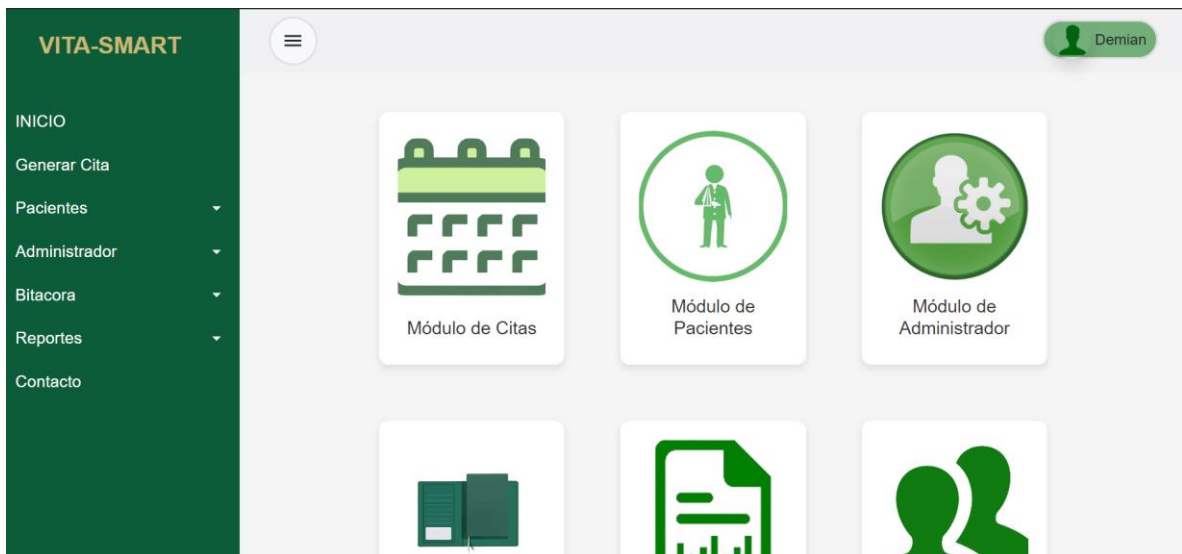 VITA-SMART
Demian
INICIO
Generar Cita
Pacientes
Administrador
Bitacora
Reportes
Contacto
Módulo de Citas
Módulo de
Pacientes
Módulo de
Administrador